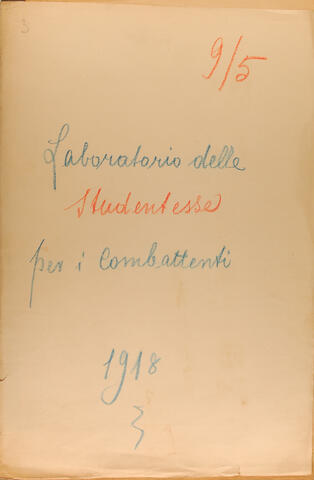 3
9/5
Laboratorio delle
Studentesse
per i Combattenti
1918